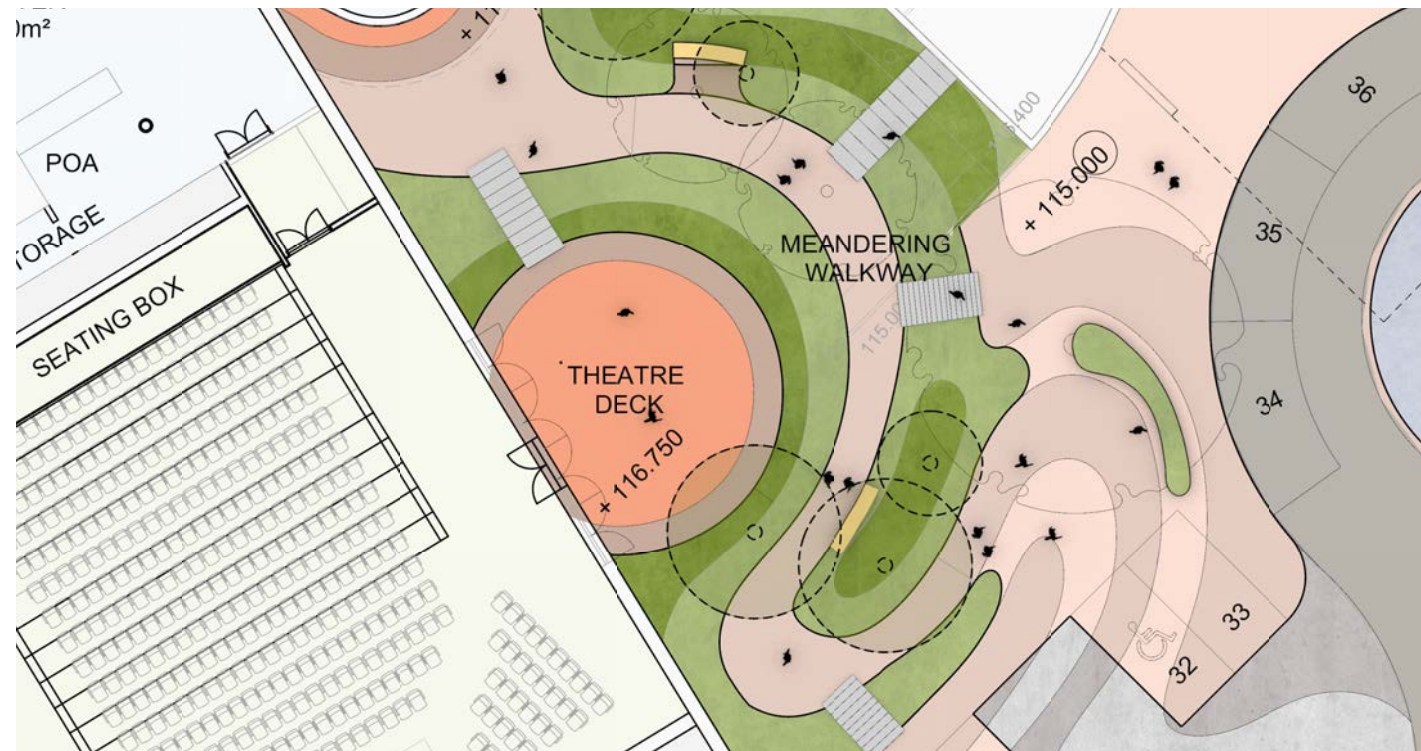 0m²
POA
TORAGE
SEATING BOX
THEATRE
DECK
+ 116.750
MEANDERING
WALKWAY
115.00
+ 115.000
36
35
34
33
32